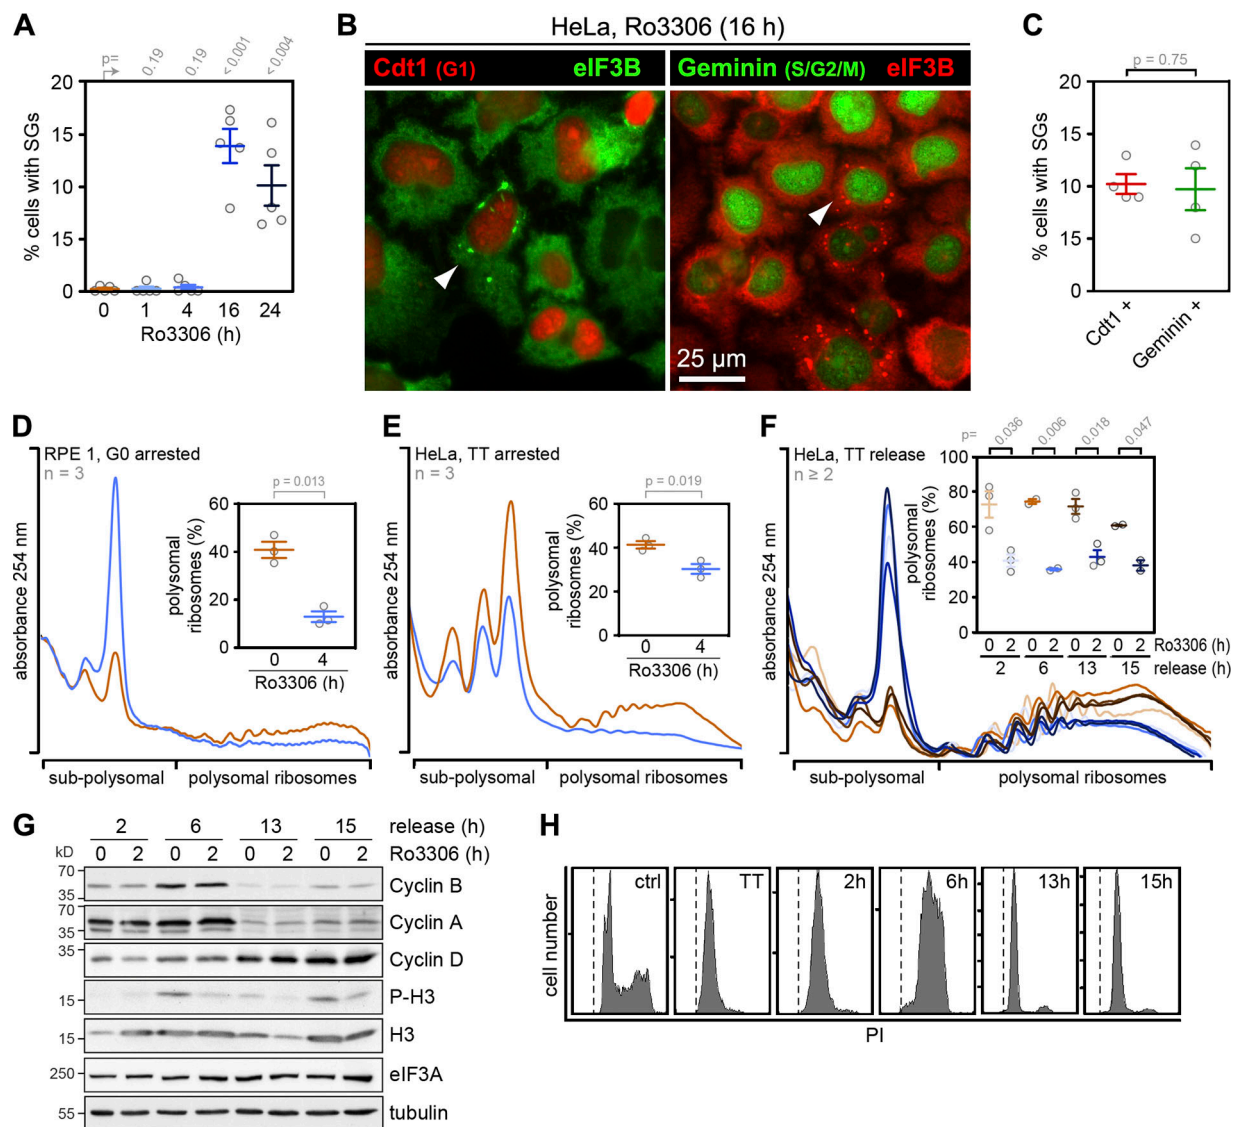 A
p=
0.19
0.19
<0.001
<0.004
20
15
10
15
0
% cells with SGs
0 1 4 16 24
Ro3306 (h)
B
HeLa, Ro3306 (16 h)
Cdt1 (G1) eIF3B
Geminin (S/G2/M) eIF3B
25 µm
C
p = 0.75
20
15
10
15
0
% cells with SGs
Cdt1 +
Geminin +
D
RPE 1, G0 arrested
n = 3
absorbance 254 nm
p = 0.013
60
40
20
0
polysomal
ribosomes (%)
0 4
Ro3306 (h)
sub-polysomal polysomal ribosomes
E
HeLa, TT arrested
n = 3
absorbance 254 nm
p = 0.019
60
40
20
0
polysomal
ribosomes (%)
0 4
Ro3306 (h)
sub-polysomal polysomal ribosomes
F
HeLa, TT release
n ≥ 2
absorbance 254 nm
p=
0.036
0.006
0.018
0.047
100
80
60
40
20
0
polysomal
ribosomes (%)
0 2 0 2 0 2 0 2 Ro3306 (h)
2 6 13 15 release (h)
sub-polysomal polysomal ribosomes
G
2 6 13 15 release (h)
kD 0 2 0 2 0 2 0 2 Ro3306 (h)
70
35
Cyclin B
70
35
Cyclin A
35
Cyclin D
15
P-H3
15
H3
250
eIF3A
55
tubulin
H
cell number
ctrl
TT
2h
6h
13h
15h
PI